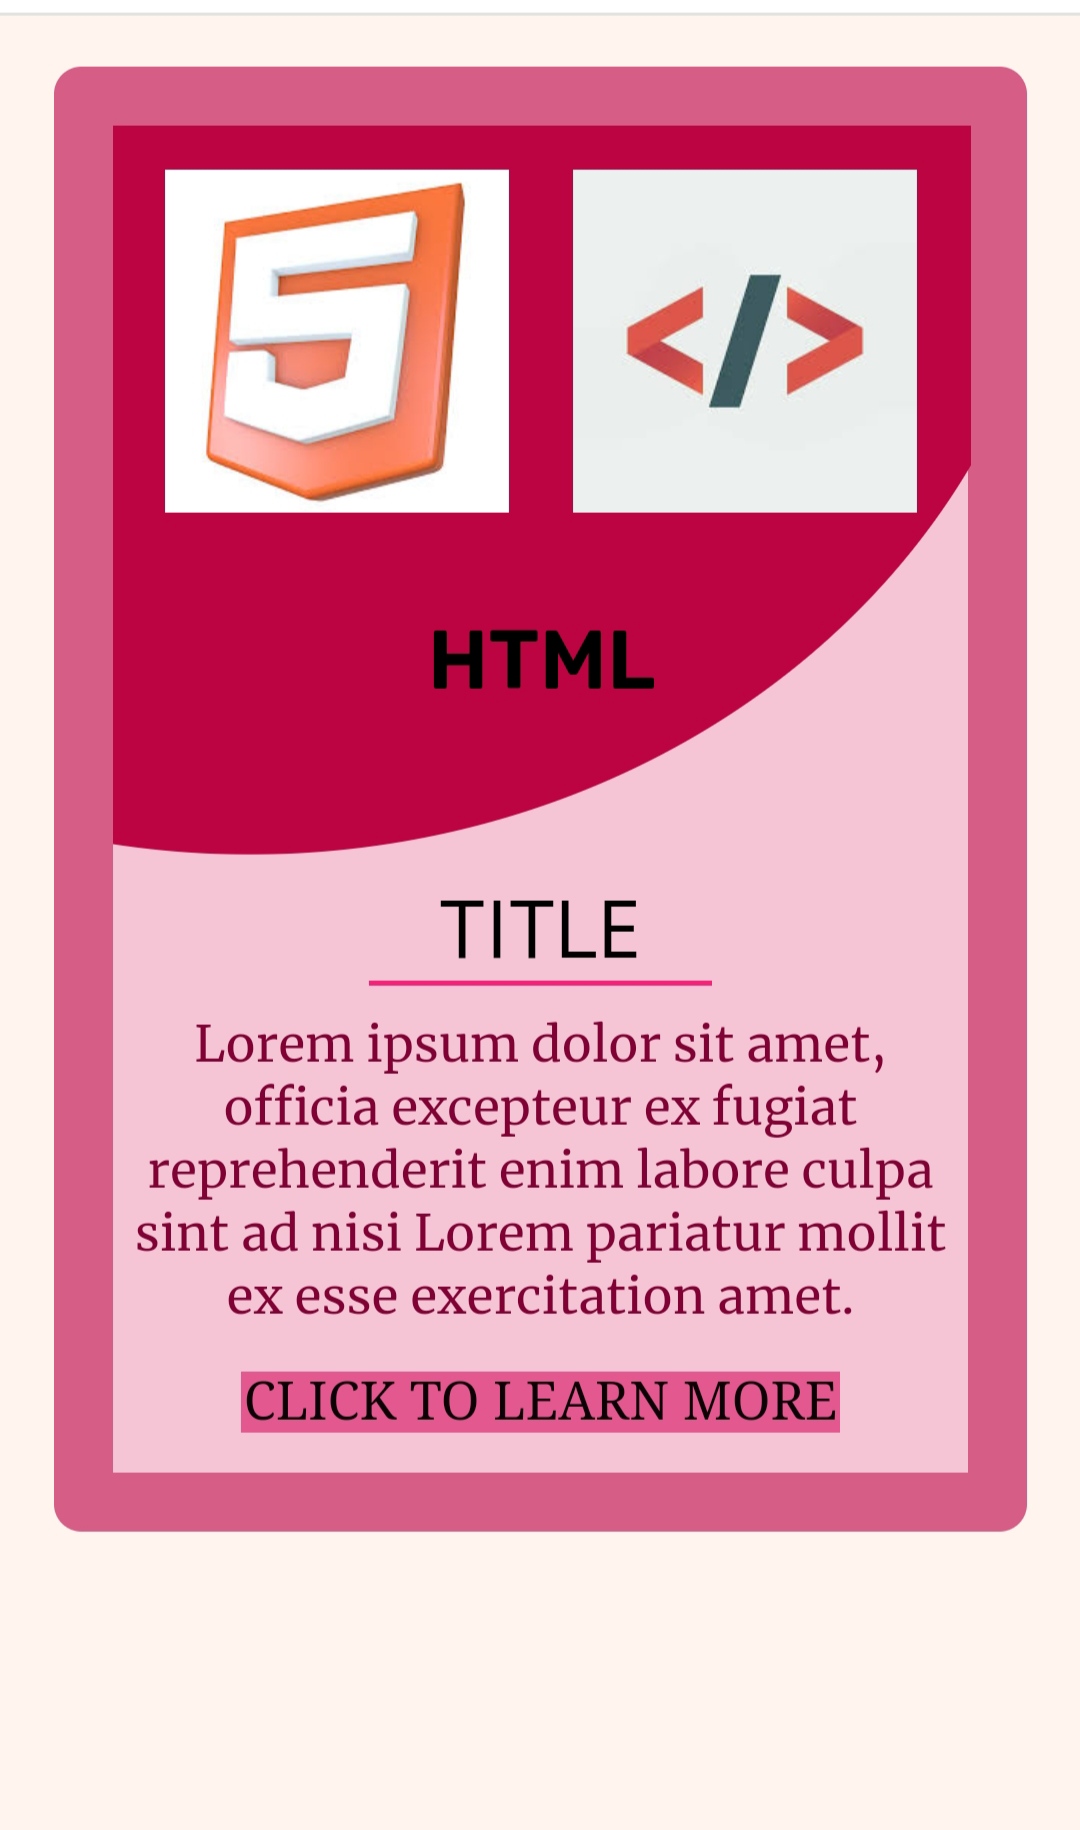 5
</>
HTML
TITLE
Lorem ipsum dolor sit amet,
officia excepteur ex fugiat
reprehenderit enim labore culpa
sint ad nisi Lorem pariatur mollit
ex esse exercitation amet.
CLICK TO LEARN MORE